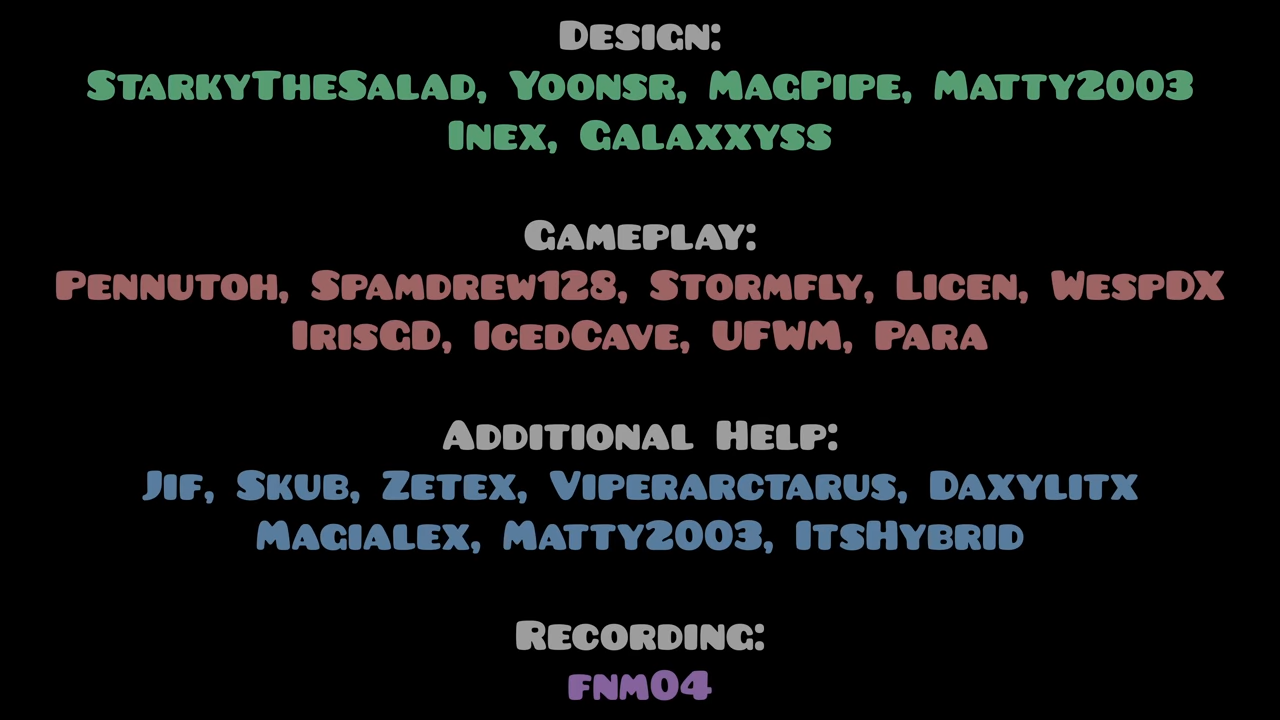 Design:
StarkyTheSalad, Yoonsr, MagPipe, Matty2003
Inex, Galaxxyss
Gameplay:
Pennutoh, Spamdrew128, Stormfly, Licen, WespDX
IrisGD, IcedCave, UFWM, Para
Additional Help:
Jif, Skub, Zetex, Viperarctarus, Daxylitx
Magialex, Matty2003, ItsHybrid
Recording:
fnm04